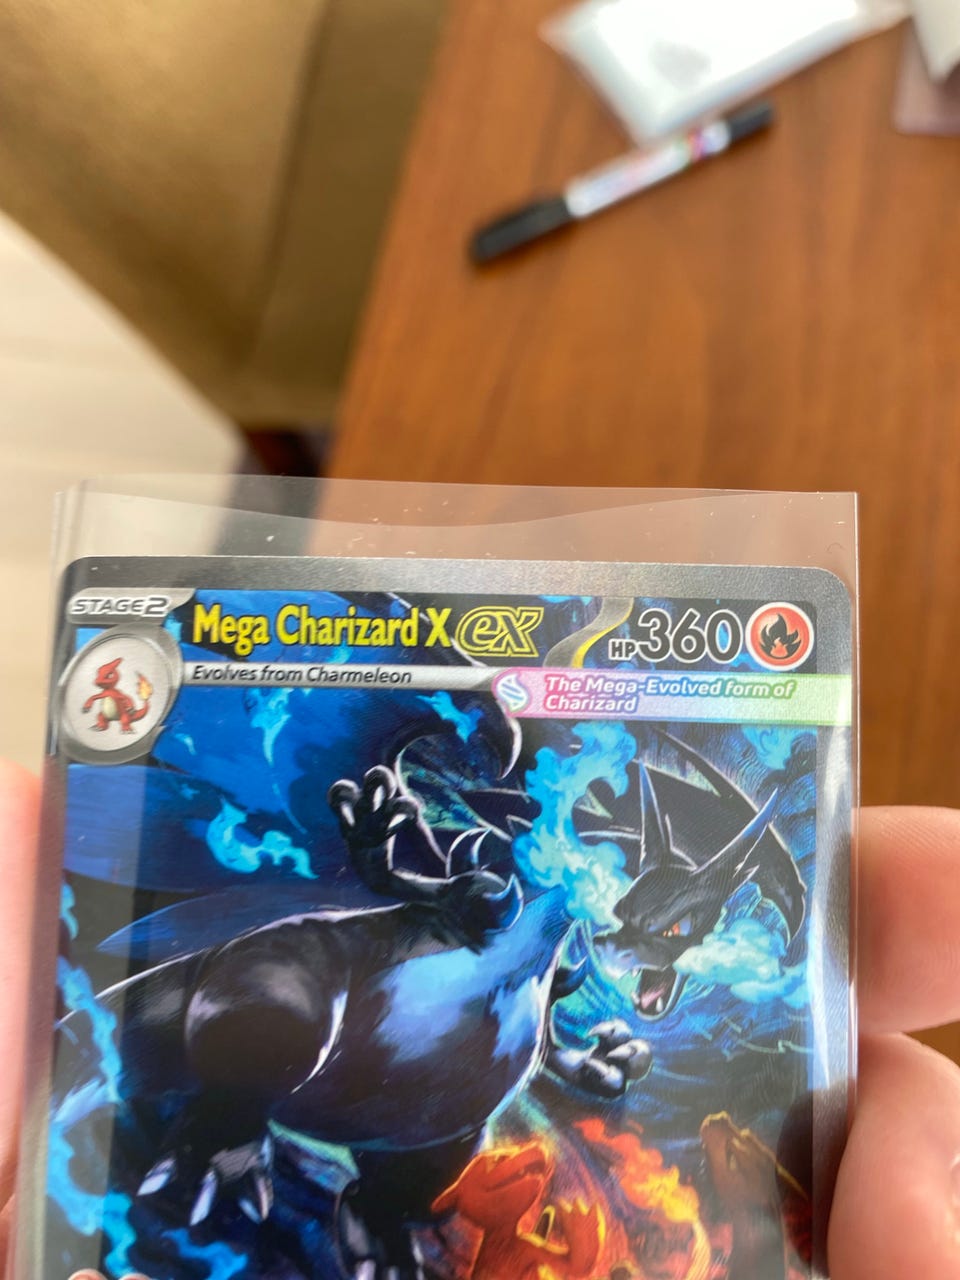 STAGE2
Mega Charizard X ex
HP360
Evolves from Charmeleon
The Mega-Evolved form of
Charizard